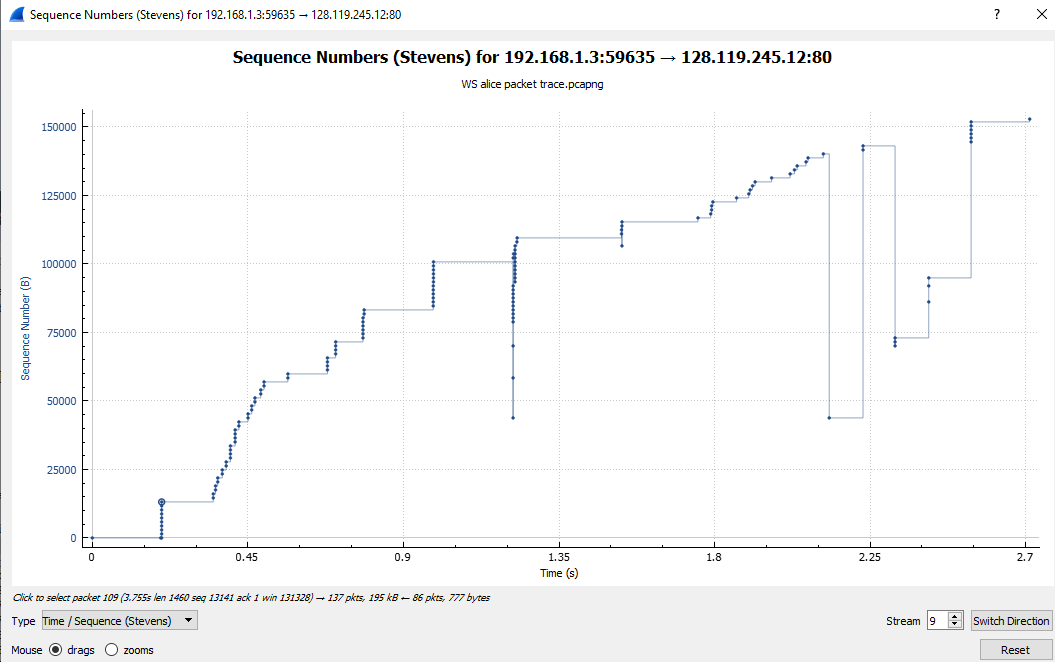 Sequence Numbers (Stevens) for 192.168.1.3:59635 → 128.119.245.12:80
?
Sequence Numbers (Stevens) for 192.168.1.3:59635 → 128.119.245.12:80
WS alice packet trace.pcapng
Sequence Number (B)
150000
125000
100000
75000
50000
25000
0
0 0.45 0.9 1.35 1.8 2.25 2.7
Time (s)
Click to select packet 109 (3.755s len 1460 seq 13141 ack 1 win 131328) → 137 pkts, 195 kB ← 86 pkts, 777 bytes
Type Time / Sequence (Stevens) Stream 9 Switch Direction
Mouse drags zooms Reset